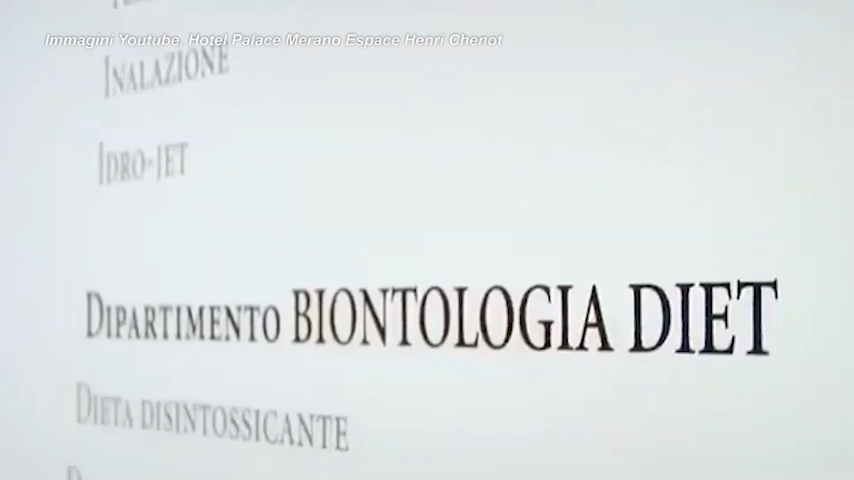 Immagini Youtube, Hotel Palace Merano Espace Henri Chenot
INALAZIONE
IDRO-JET
DIPARTIMENTO BIONTOLOGIA DIET
DIETA DISINTOSSICANTE